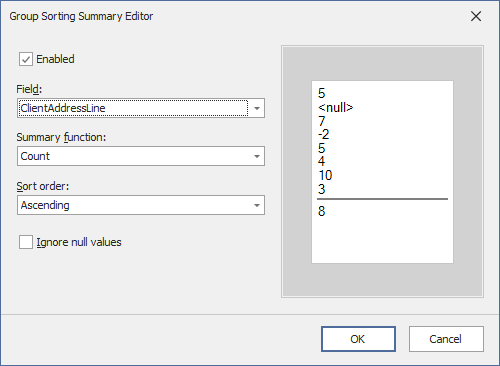 Group Sorting Summary Editor
Enabled
Field:
ClientAddressLine
Summary function:
Count
Sort order:
Ascending
Ignore null values
5
<null>
7
-2
5
4
10
3
8
OK
Cancel